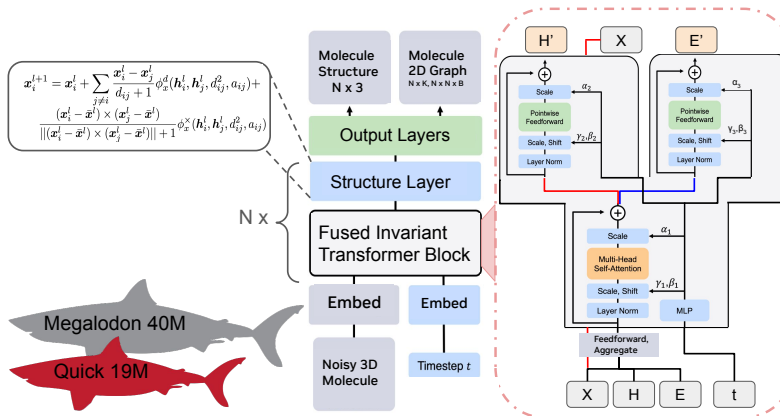 x_i^{l+1} = x_i^l + \sum_{j \neq i} \frac{x_i^l - x_j^l}{d_{ij} + 1} \phi_x^d(h_i^l, h_j^l, d_{ij}^2, a_{ij}) +
\frac{(x_i^l - \bar{x}^l) \times (x_j^l - \bar{x}^l)}{||(x_i^l - \bar{x}^l) \times (x_j^l - \bar{x}^l)|| + 1} \phi_x^{\times}(h_i^l, h_j^l, d_{ij}^2, a_{ij})
N x
Molecule
Structure
N x 3
Molecule
2D Graph
N x K, N x N x B
Output Layers
Structure Layer
Fused Invariant
Transformer Block
Embed
Embed
Noisy 3D
Molecule
Timestep t
Megalodon 40M
Quick 19M
H'
X
E'
Scale
α₂
Pointwise
Feedforward
Scale, Shift
γ₂,β₂
Layer Norm
Scale
α₃
Pointwise
Feedforward
Scale, Shift
γ₃,β₃
Layer Norm
Scale
α₁
Multi-Head
Self-Attention
Scale, Shift
γ₁,β₁
Layer Norm
MLP
Feedforward,
Aggregate
X
H
E
t